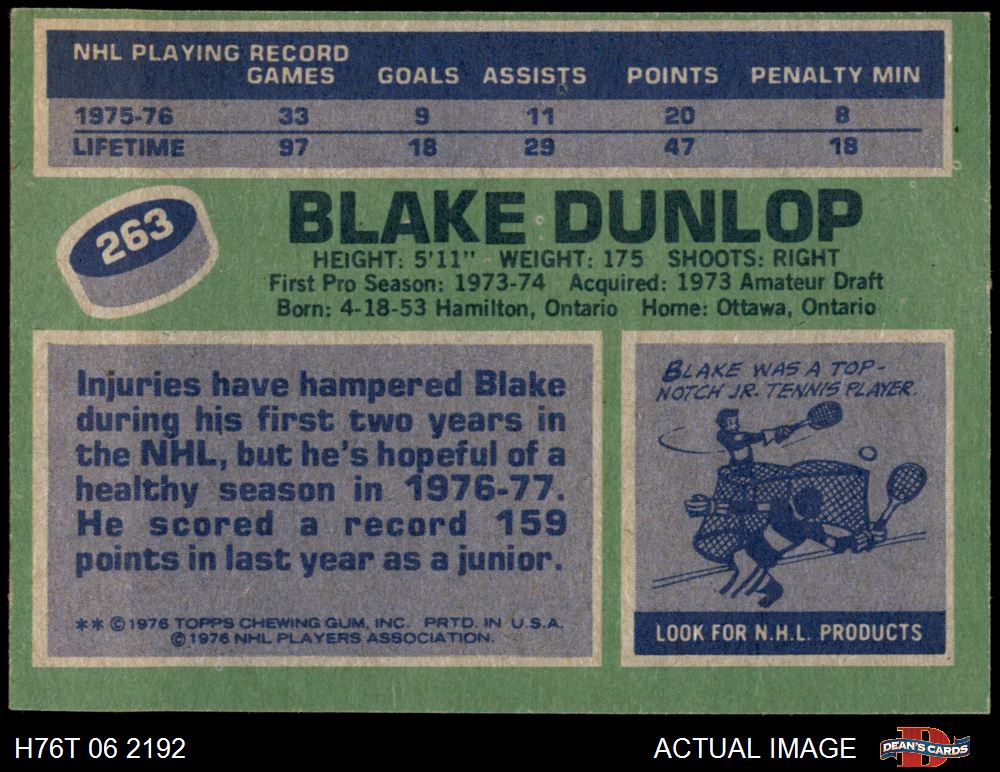 NHL PLAYING RECORD
GAMES GOALS ASSISTS POINTS PENALTY MIN
1975-76 33 9 11 20 8
LIFETIME 97 18 29 47 18
263
BLAKE DUNLOP
HEIGHT: 5'11" WEIGHT: 175 SHOOTS: RIGHT
First Pro Season: 1973-74 Acquired: 1973 Amateur Draft
Born: 4-18-53 Hamilton, Ontario Home: Ottawa, Ontario
Injuries have hampered Blake
during his first two years in
the NHL, but he's hopeful of a
healthy season in 1976-77.
He scored a record 159
points in last year as a junior.
** © 1976 TOPPS CHEWING GUM, INC. PRTD. IN U.S.A.
© 1976 NHL PLAYERS ASSOCIATION.
BLAKE WAS A TOP-
NOTCH JR. TENNIS PLAYER.
LOOK FOR N.H.L. PRODUCTS
H76T 06 2192 ACTUAL IMAGE
D
DEAN'S CARDS